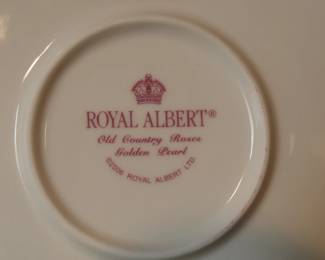 ROYAL ALBERT®
Old Country Roses
Golden Pearl
©2006 ROYAL ALBERT LTD.